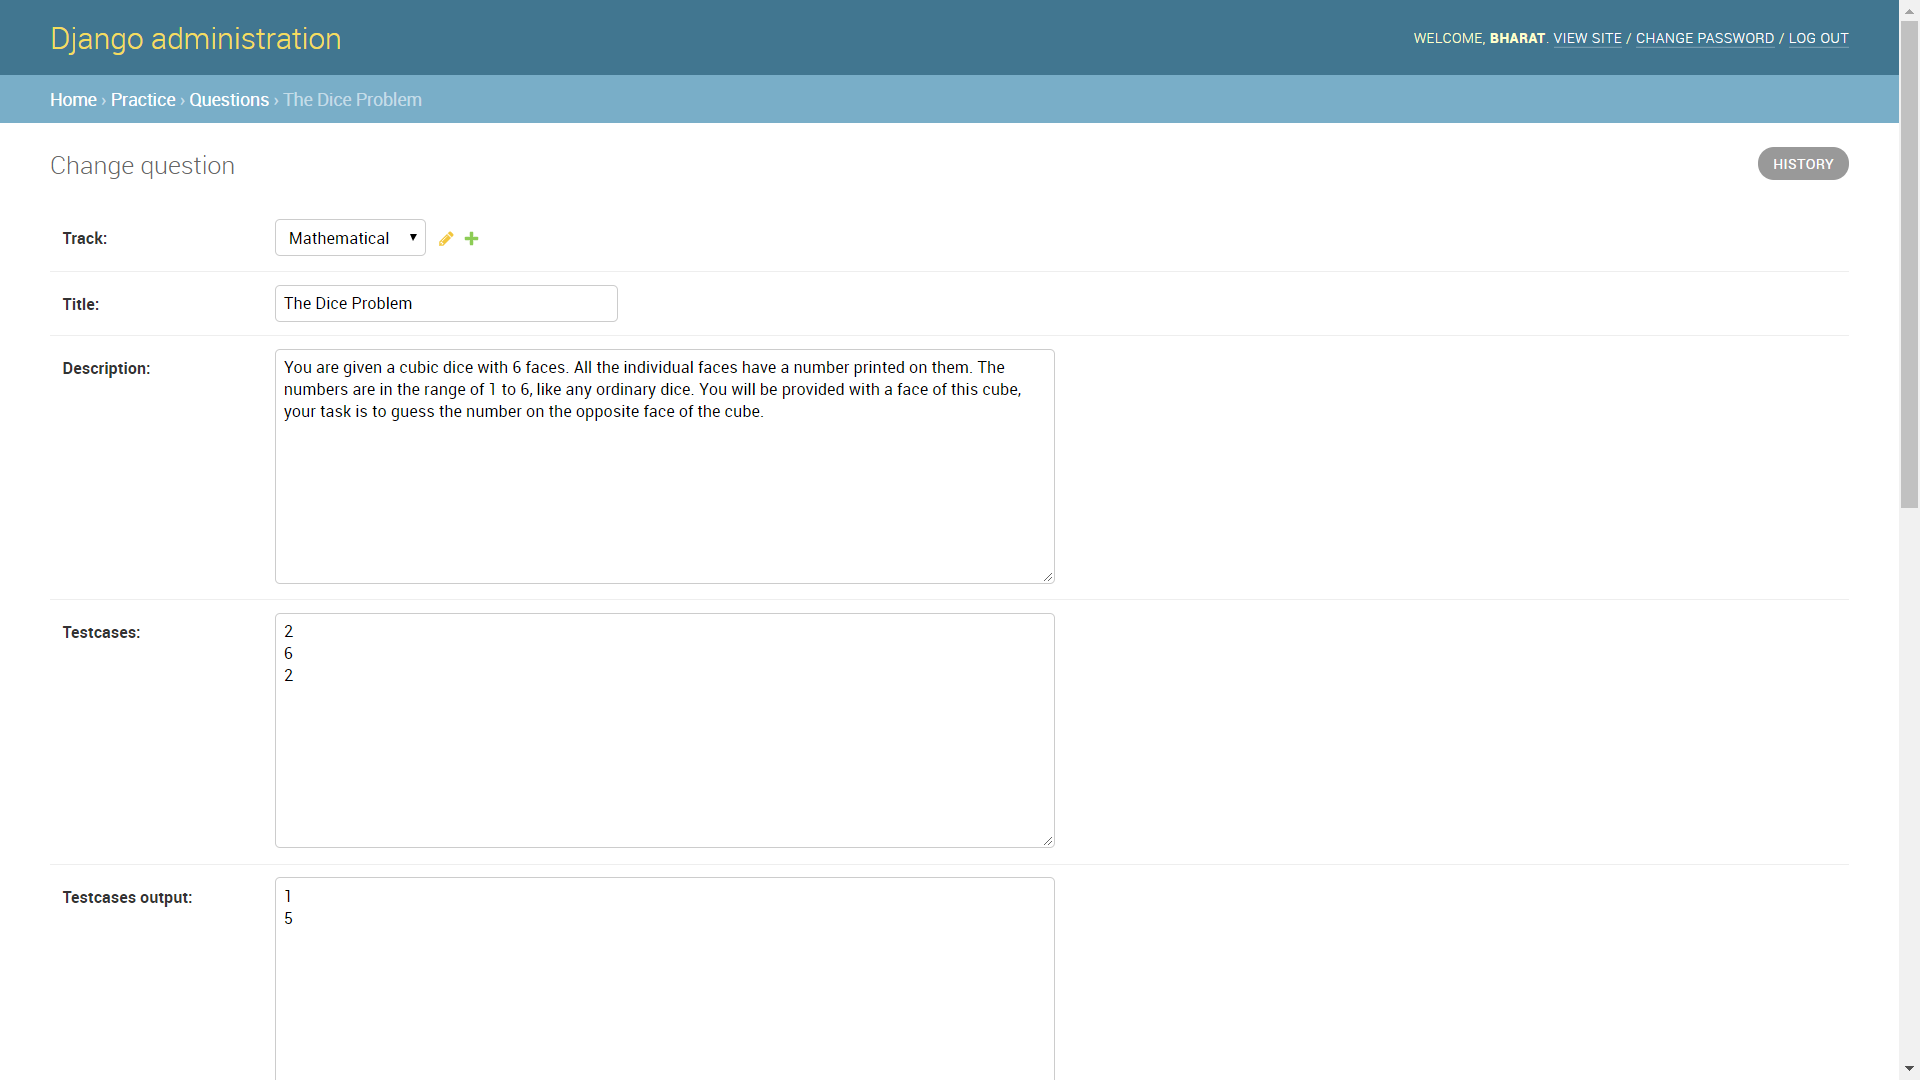 Django administration
WELCOME, BHARAT. VIEW SITE / CHANGE PASSWORD / LOG OUT
Home › Practice › Questions › The Dice Problem
Change question
HISTORY
Track:
Mathematical
Title:
The Dice Problem
Description:
You are given a cubic dice with 6 faces. All the individual faces have a number printed on them. The
numbers are in the range of 1 to 6, like any ordinary dice. You will be provided with a face of this cube,
your task is to guess the number on the opposite face of the cube.
Testcases:
2
6
2
Testcases output:
1
5